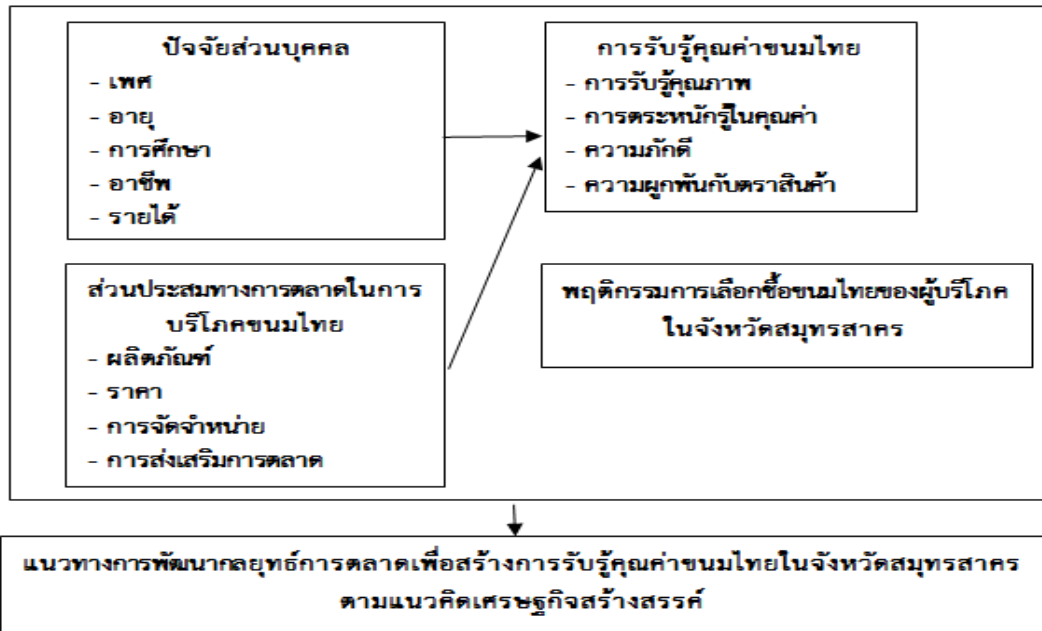 ปัจจัยส่วนบุคคล
- เพศ
- อายุ
- การศึกษา
- อาชีพ
- รายได้
การรับรู้คุณค่าขนมไทย
- การรับรู้คุณภาพ
- การตระหนักรู้ในคุณค่า
- ความภักดี
- ความผูกพันกับตราสินค้า
ส่วนประสมทางการตลาดในการ
บริโภคขนมไทย
- ผลิตภัณฑ์
- ราคา
- การจัดจำหน่าย
- การส่งเสริมการตลาด
พฤติกรรมการเลือกซื้อขนมไทยของผู้บริโภค
ในจังหวัดสมุทรสาคร
แนวทางการพัฒนากลยุทธ์การตลาดเพื่อสร้างการรับรู้คุณค่าขนมไทยในจังหวัดสมุทรสาคร
ตามแนวคิดเศรษฐกิจสร้างสรรค์